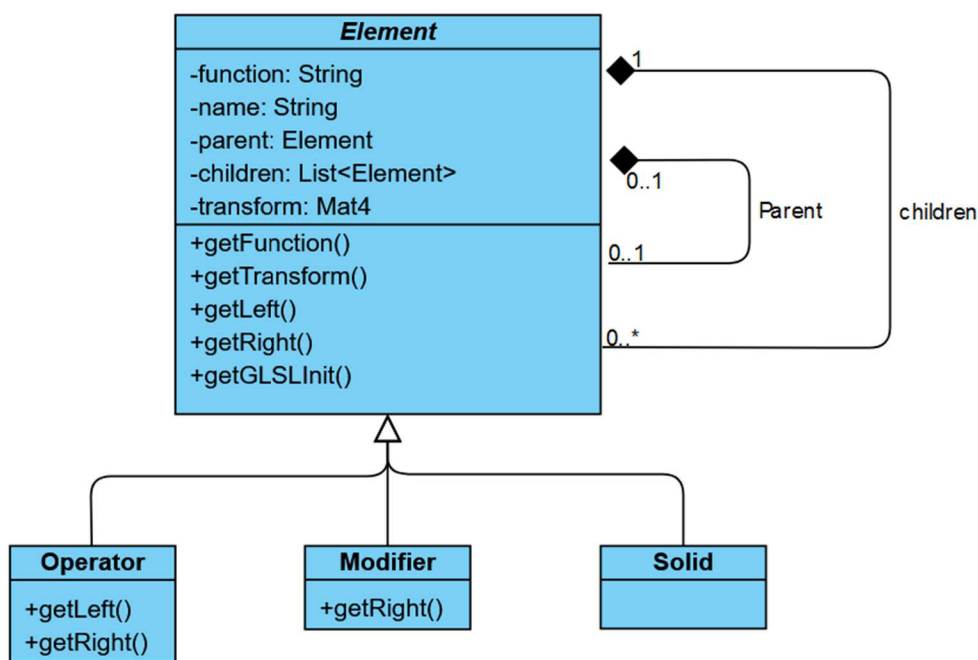 Element
-function: String
-name: String
-parent: Element
-children: List<Element>
-transform: Mat4
+getFunction()
+getTransform()
+getLeft()
+getRight()
+getGLSLInit()
1
0..1
Parent
children
0..1
0..*
Operator
+getLeft()
+getRight()
Modifier
+getRight()
Solid